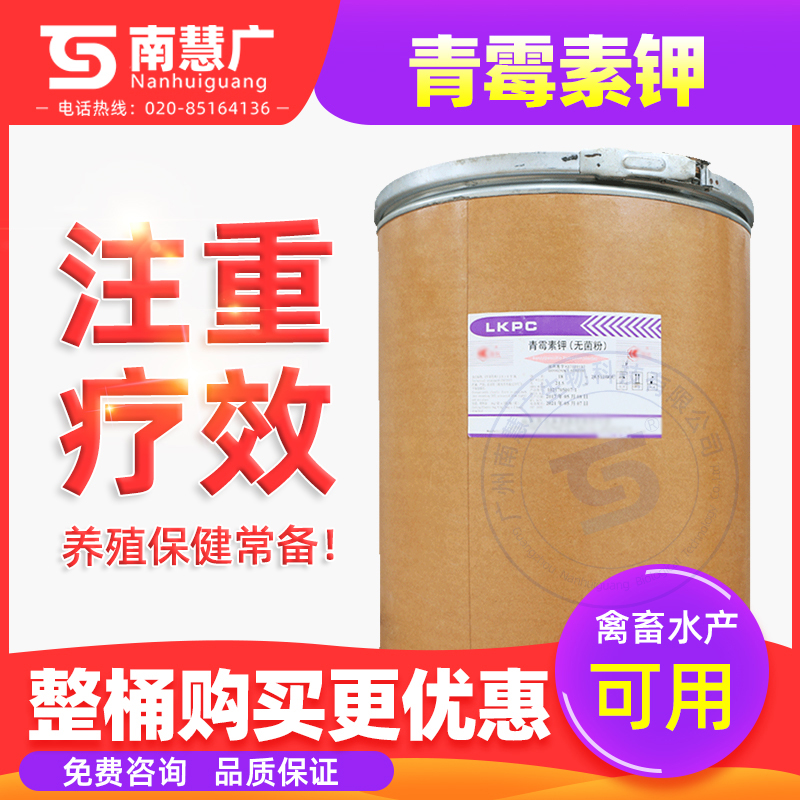 TS 南慧广
Nanhuiguang
电话热线：020-85164136
青霉素钾
注重
疗效
养殖保健常备！
LKPC
青霉素钾（无菌粉）
禽畜水产
可用
整桶购买更优惠
免费咨询 品质保证